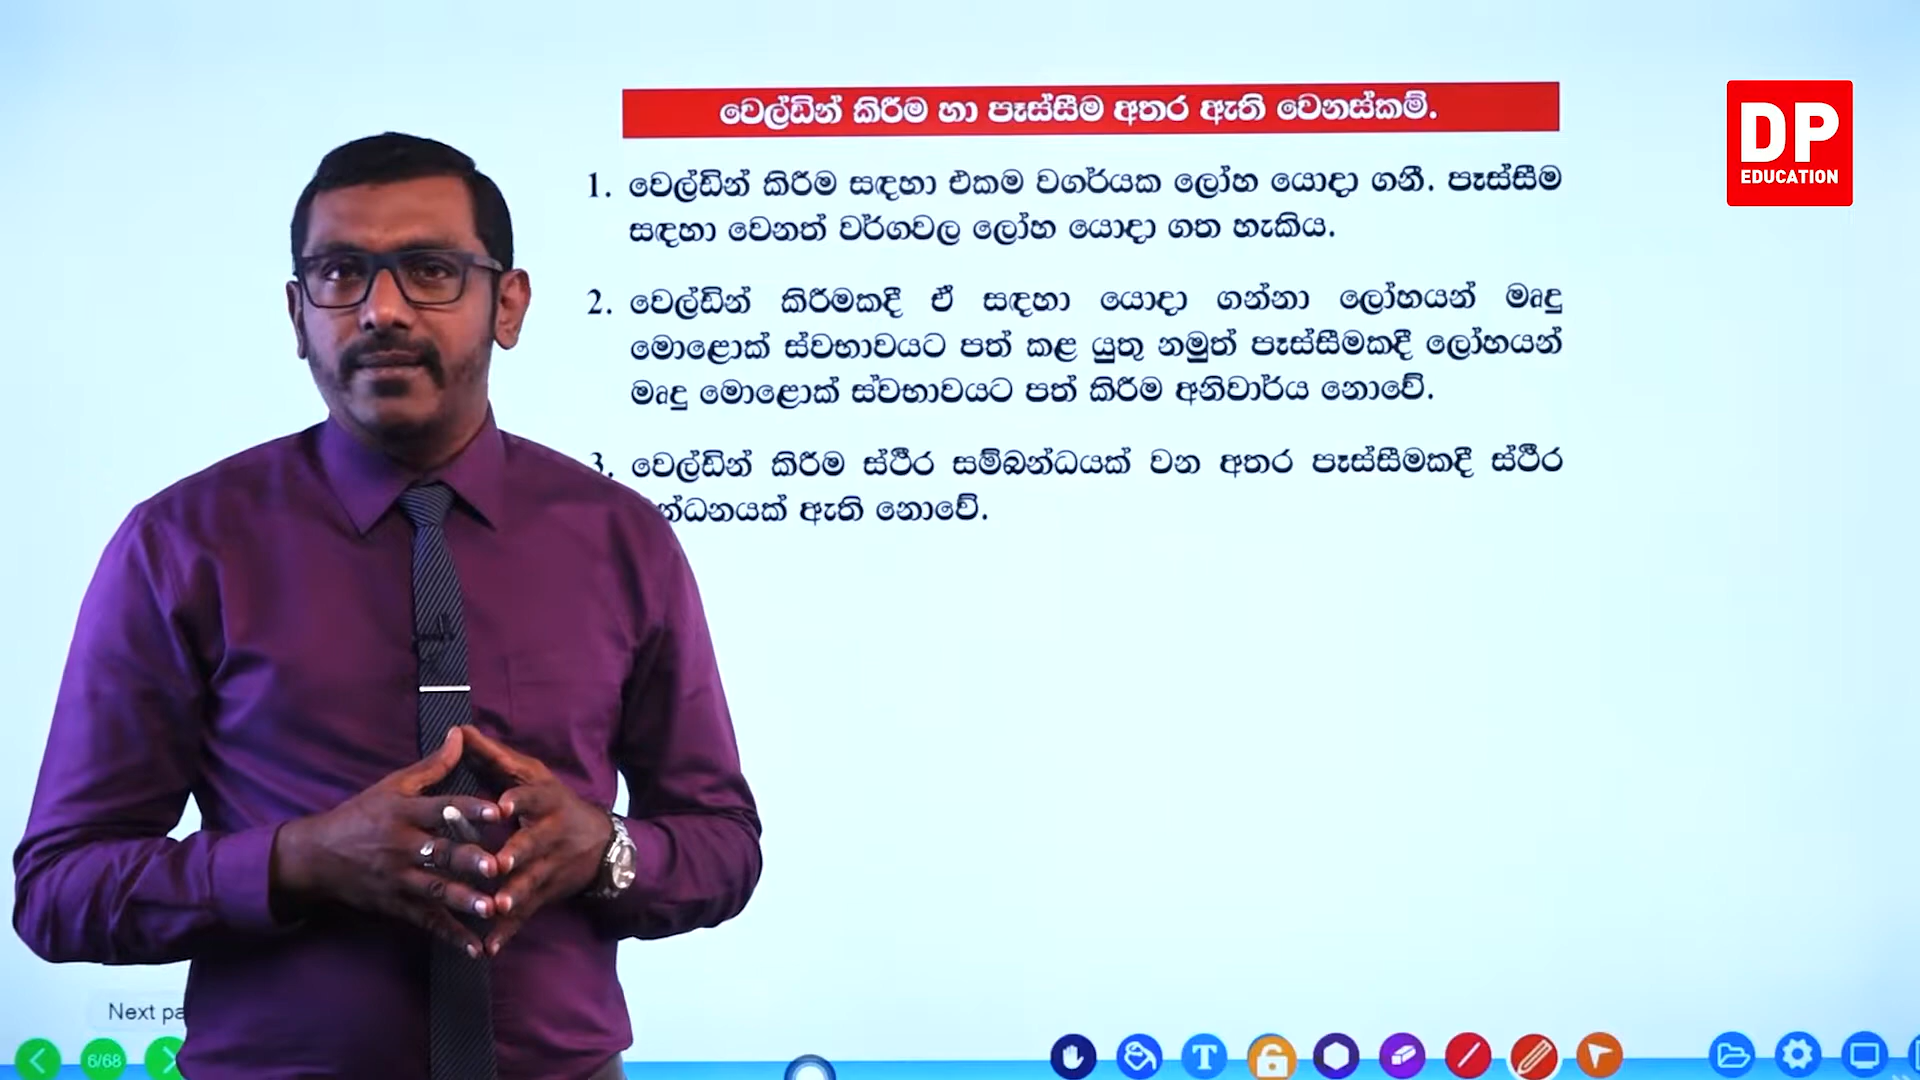 වෙල්ඩින් කිරීම හා පෑස්සීම අතර ඇති වෙනස්කම්.
DP
EDUCATION
1. වෙල්ඩින් කිරීම සඳහා එකම වර්ගයක ලෝහ යොදා ගනී. පෑස්සීම
සඳහා වෙනත් වර්ගවල ලෝහ යොදා ගත හැකිය.
2. වෙල්ඩින් කිරීමකදී ඒ සඳහා යොදා ගන්නා ලෝහයන් මෘදු
මොළොක් ස්වභාවයට පත් කළ යුතු නමුත් පෑස්සීමකදී ලෝහයන්
මෘදු මොළොක් ස්වභාවයට පත් කිරීම අනිවාර්ය නොවේ.
3. වෙල්ඩින් කිරීම ස්ථීර සම්බන්ධයක් වන අතර පෑස්සීමකදී ස්ථීර
ඇති නොවේ.
Next
6/68
T